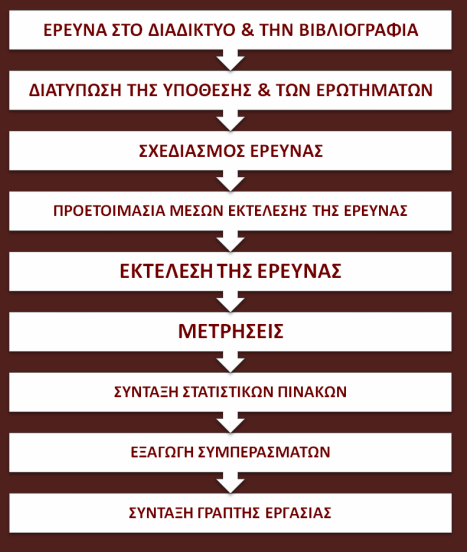 ΕΡΕΥΝΑ ΣΤΟ ΔΙΑΔΙΚΤΥΟ & ΤΗΝ ΒΙΒΛΙΟΓΡΑΦΙΑ
ΔΙΑΤΥΠΩΣΗ ΤΗΣ ΥΠΟΘΕΣΗΣ & ΤΩΝ ΕΡΩΤΗΜΑΤΩΝ
ΣΧΕΔΙΑΣΜΟΣ ΕΡΕΥΝΑΣ
ΠΡΟΕΤΟΙΜΑΣΙΑ ΜΕΣΩΝ ΕΚΤΕΛΕΣΗΣ ΤΗΣ ΕΡΕΥΝΑΣ
ΕΚΤΕΛΕΣΗ ΤΗΣ ΕΡΕΥΝΑΣ
ΜΕΤΡΗΣΕΙΣ
ΣΥΝΤΑΞΗ ΣΤΑΤΙΣΤΙΚΩΝ ΠΙΝΑΚΩΝ
ΕΞΑΓΩΓΗ ΣΥΜΠΕΡΑΣΜΑΤΩΝ
ΣΥΝΤΑΞΗ ΓΡΑΠΤΗΣ ΕΡΓΑΣΙΑΣ